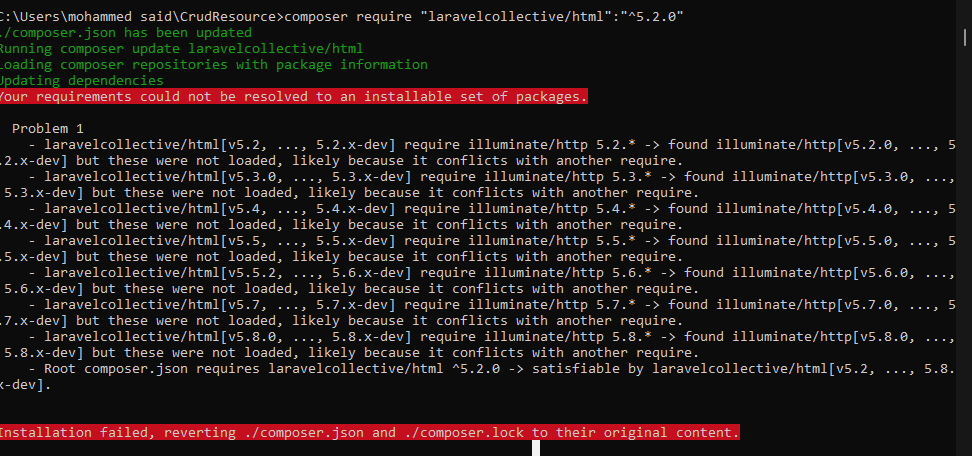 C:\Users\mohammed said\CrudResource>composer require "laravelcollective/html":"^5.2.0"
./composer.json has been updated
Running composer update laravelcollective/html
Loading composer repositories with package information
Updating dependencies
Your requirements could not be resolved to an installable set of packages.
Problem 1
- laravelcollective/html[v5.2, ..., 5.2.x-dev] require illuminate/http 5.2.* -> found illuminate/http[v5.2.0, ..., 5
.2.x-dev] but these were not loaded, likely because it conflicts with another require.
- laravelcollective/html[v5.3.0, ..., 5.3.x-dev] require illuminate/http 5.3.* -> found illuminate/http[v5.3.0, ...,
5.3.x-dev] but these were not loaded, likely because it conflicts with another require.
- laravelcollective/html[v5.4, ..., 5.4.x-dev] require illuminate/http 5.4.* -> found illuminate/http[v5.4.0, ..., 5
.4.x-dev] but these were not loaded, likely because it conflicts with another require.
- laravelcollective/html[v5.5, ..., 5.5.x-dev] require illuminate/http 5.5.* -> found illuminate/http[v5.5.0, ..., 5
.5.x-dev] but these were not loaded, likely because it conflicts with another require.
- laravelcollective/html[v5.5.2, ..., 5.6.x-dev] require illuminate/http 5.6.* -> found illuminate/http[v5.6.0, ...,
5.6.x-dev] but these were not loaded, likely because it conflicts with another require.
- laravelcollective/html[v5.7, ..., 5.7.x-dev] require illuminate/http 5.7.* -> found illuminate/http[v5.7.0, ..., 5
.7.x-dev] but these were not loaded, likely because it conflicts with another require.
- laravelcollective/html[v5.8.0, ..., 5.8.x-dev] require illuminate/http 5.8.* -> found illuminate/http[v5.8.0, ...,
5.8.x-dev] but these were not loaded, likely because it conflicts with another require.
- Root composer.json requires laravelcollective/html ^5.2.0 -> satisfiable by laravelcollective/html[v5.2, ..., 5.8.
x-dev].
Installation failed, reverting ./composer.json and ./composer.lock to their original content.